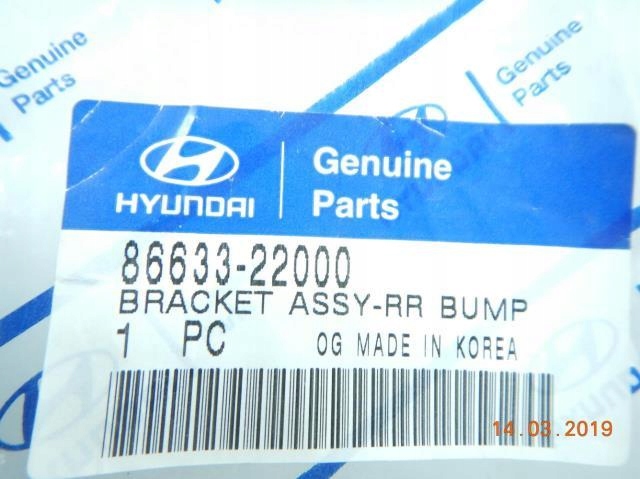 Genuine
Parts
Genuine
Parts
HYUNDAI
Genuine
Parts
86633-22000
BRACKET ASSY-RR BUMP
1 PC OG MADE IN KOREA
14.03.2019